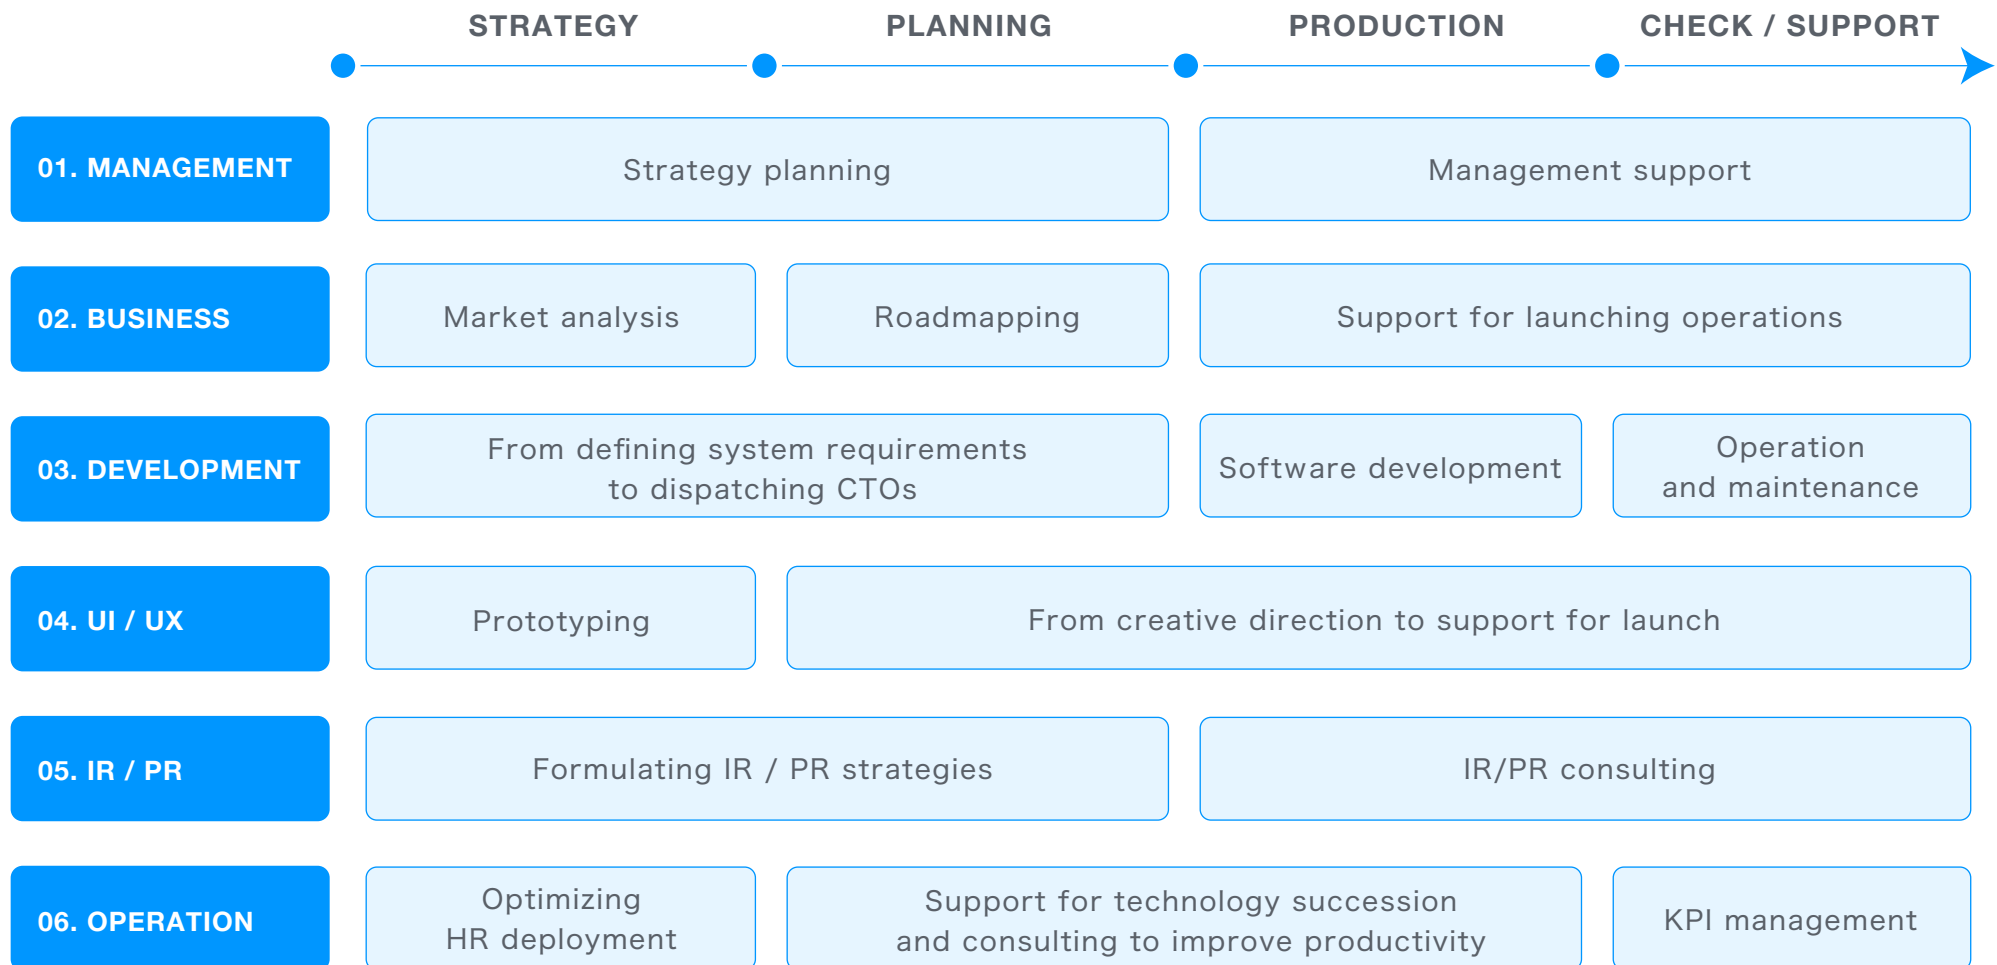 STRATEGY
PLANNING
PRODUCTION
CHECK / SUPPORT
01. MANAGEMENT
Strategy planning
Management support
02. BUSINESS
Market analysis
Roadmapping
Support for launching operations
03. DEVELOPMENT
From defining system requirements
to dispatching CTOs
Software development
Operation
and maintenance
04. UI / UX
Prototyping
From creative direction to support for launch
05. IR / PR
Formulating IR / PR strategies
IR/PR consulting
06. OPERATION
Optimizing
HR deployment
Support for technology succession
and consulting to improve productivity
KPI management